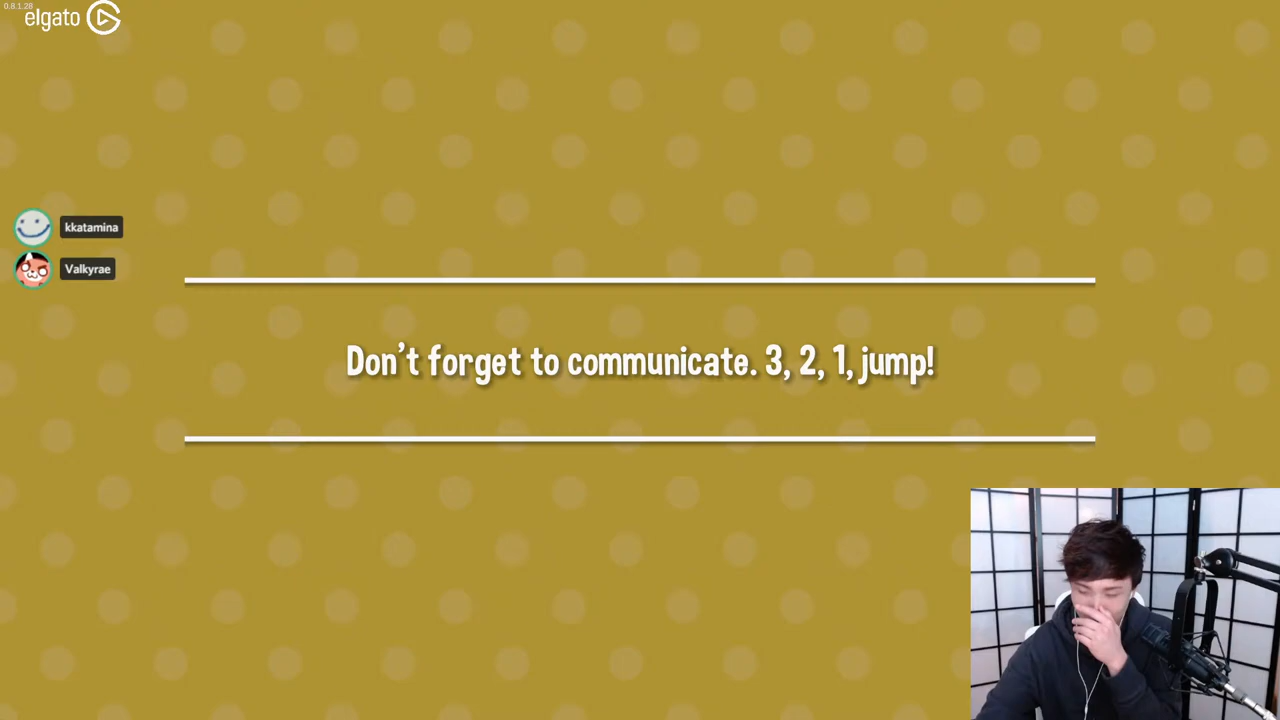 0.8.1.28
elgato
kkatamina
Valkyrae
Don't forget to communicate. 3, 2, 1, jump!